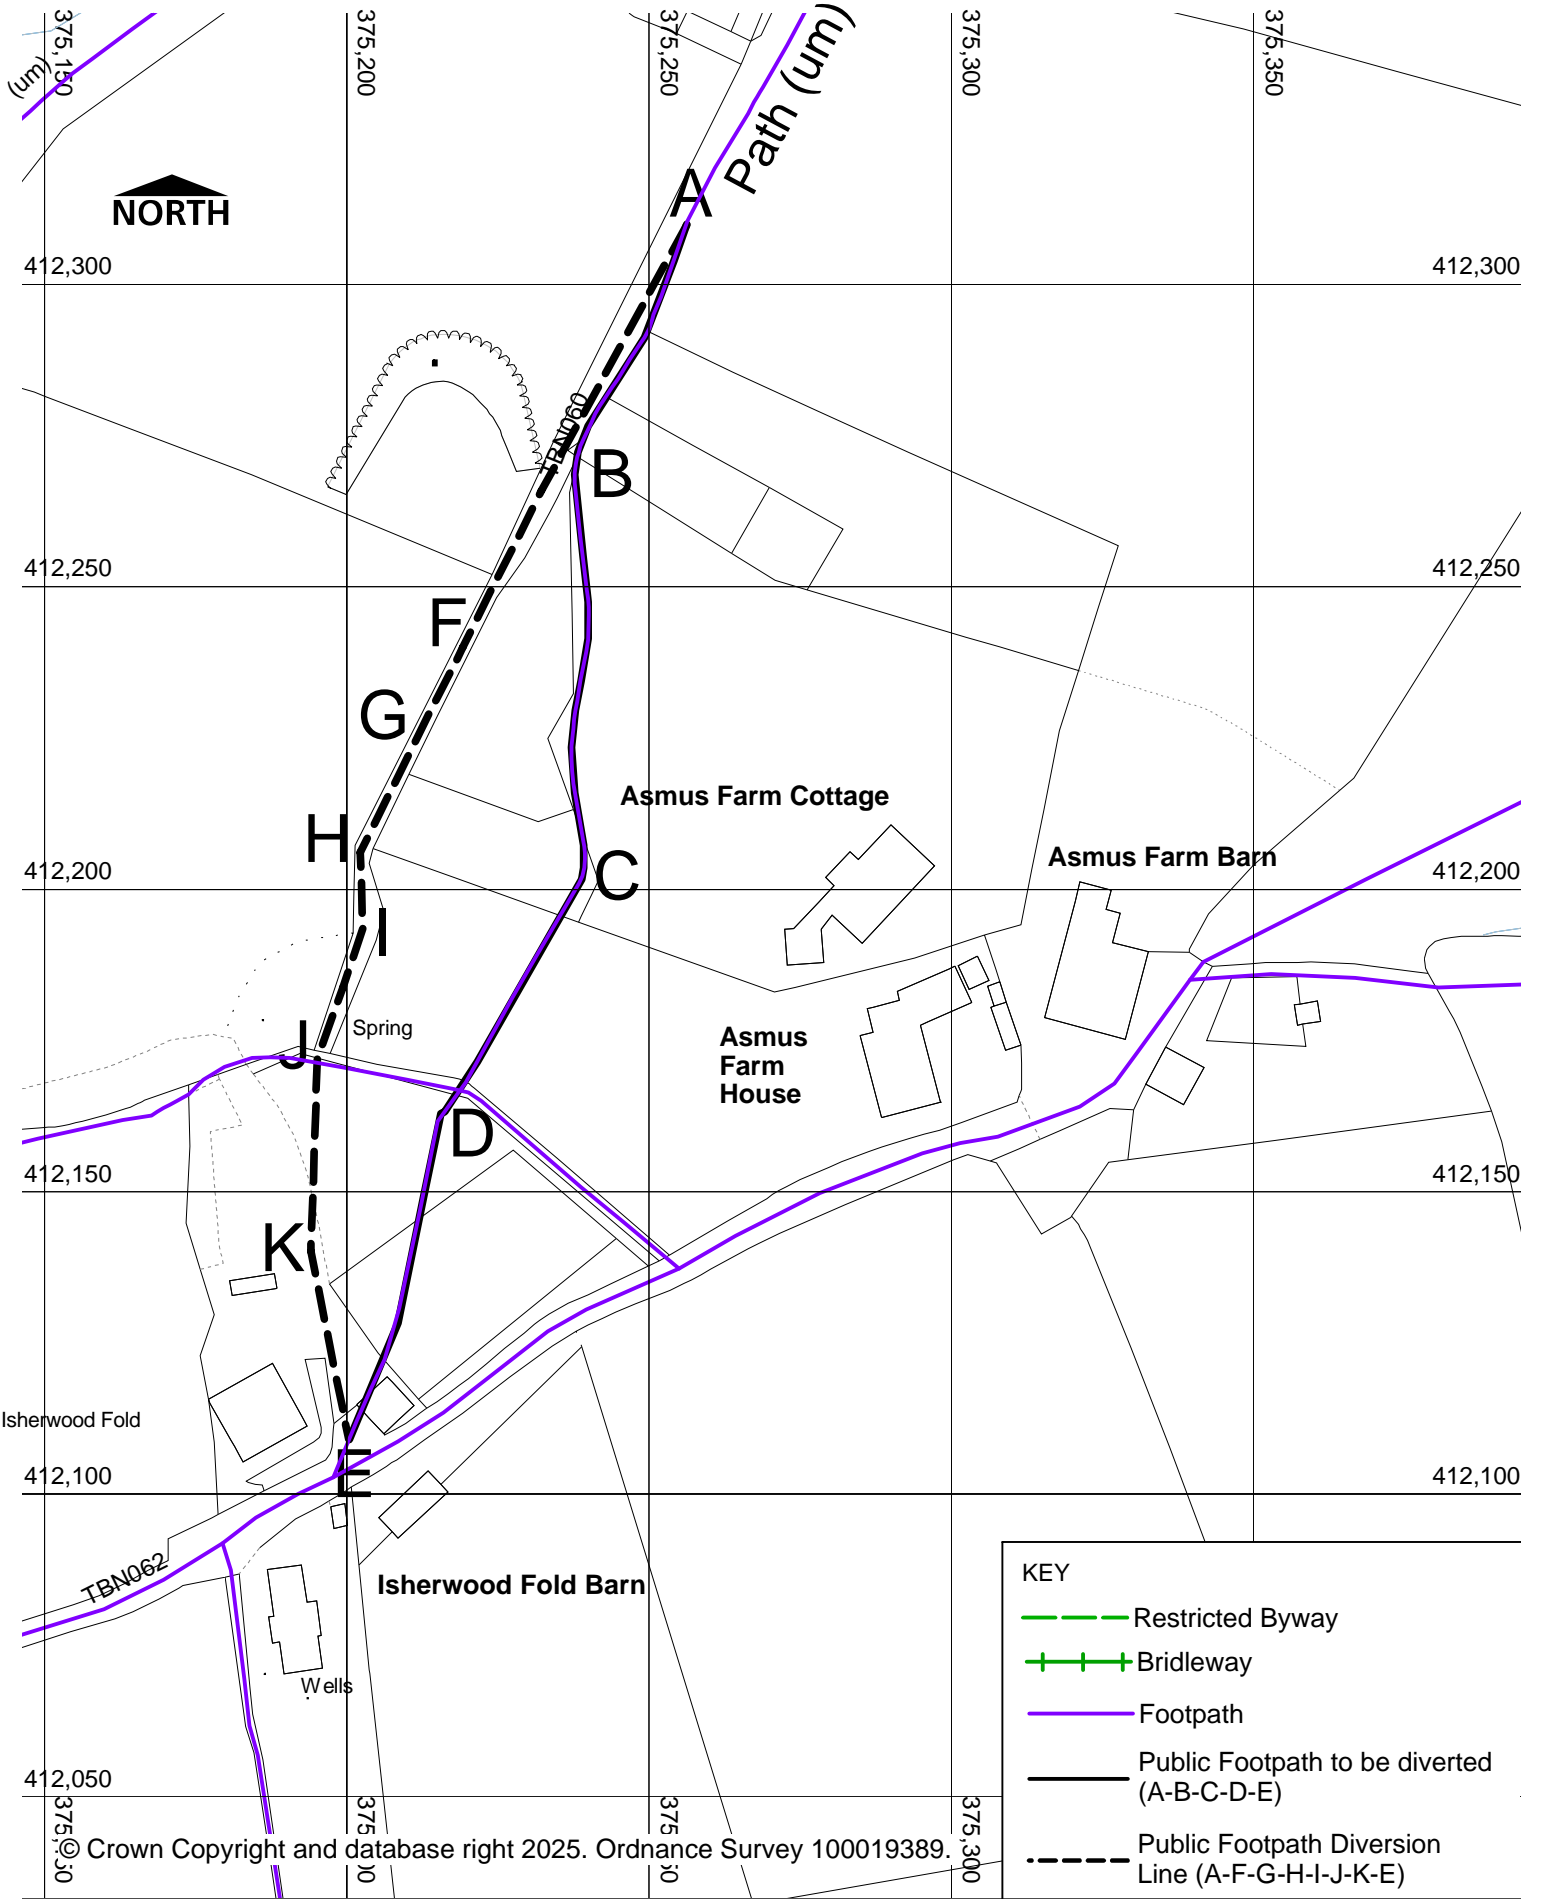 375,150
375,200
375,250
375,300
375,350
(um)
Path (um)
NORTH
A
412,300
412,300
TBN060
B
412,250
412,250
F
G
Asmus Farm Cottage
H
Asmus Farm Barn
C
412,200
412,200
I
Spring
J
Asmus
Farm
House
D
412,150
412,150
K
Isherwood Fold
E
412,100
412,100
TBN062
Isherwood Fold Barn
Wells
KEY
Restricted Byway
Bridleway
Footpath
Public Footpath to be diverted
(A-B-C-D-E)
Public Footpath Diversion
Line (A-F-G-H-I-J-K-E)
412,050
375,300
© Crown Copyright and database right 2025. Ordnance Survey 100019389.